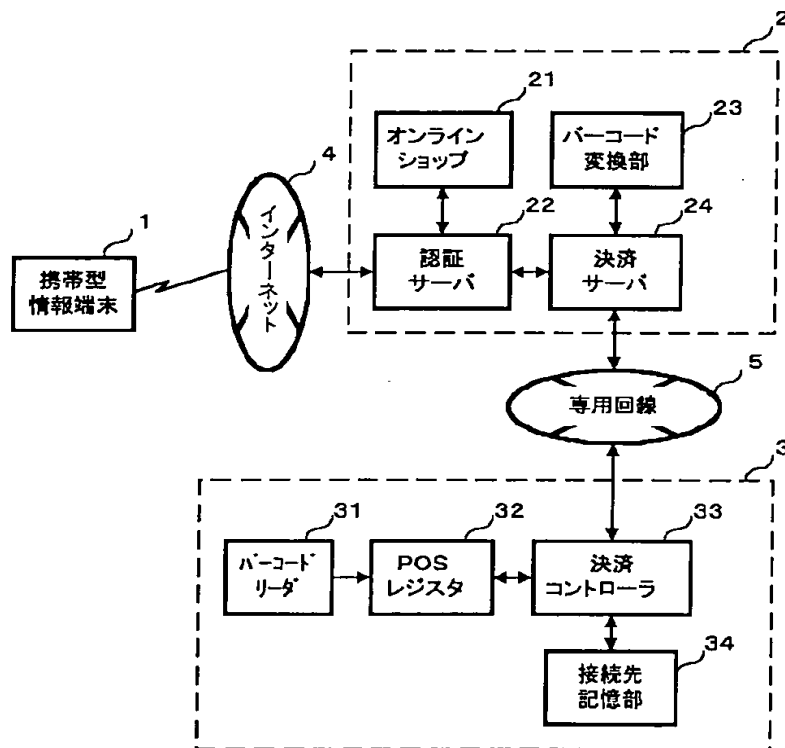 2
21
23
オンライン
ショップ
バーコード
変換部
4
22
24
1
インターネット
認証
サーバ
決済
サーバ
携帯型
情報端末
5
専用回線
3
31
32
33
バーコード
リーダ
POS
レジスタ
決済
コントローラ
34
接続先
記憶部